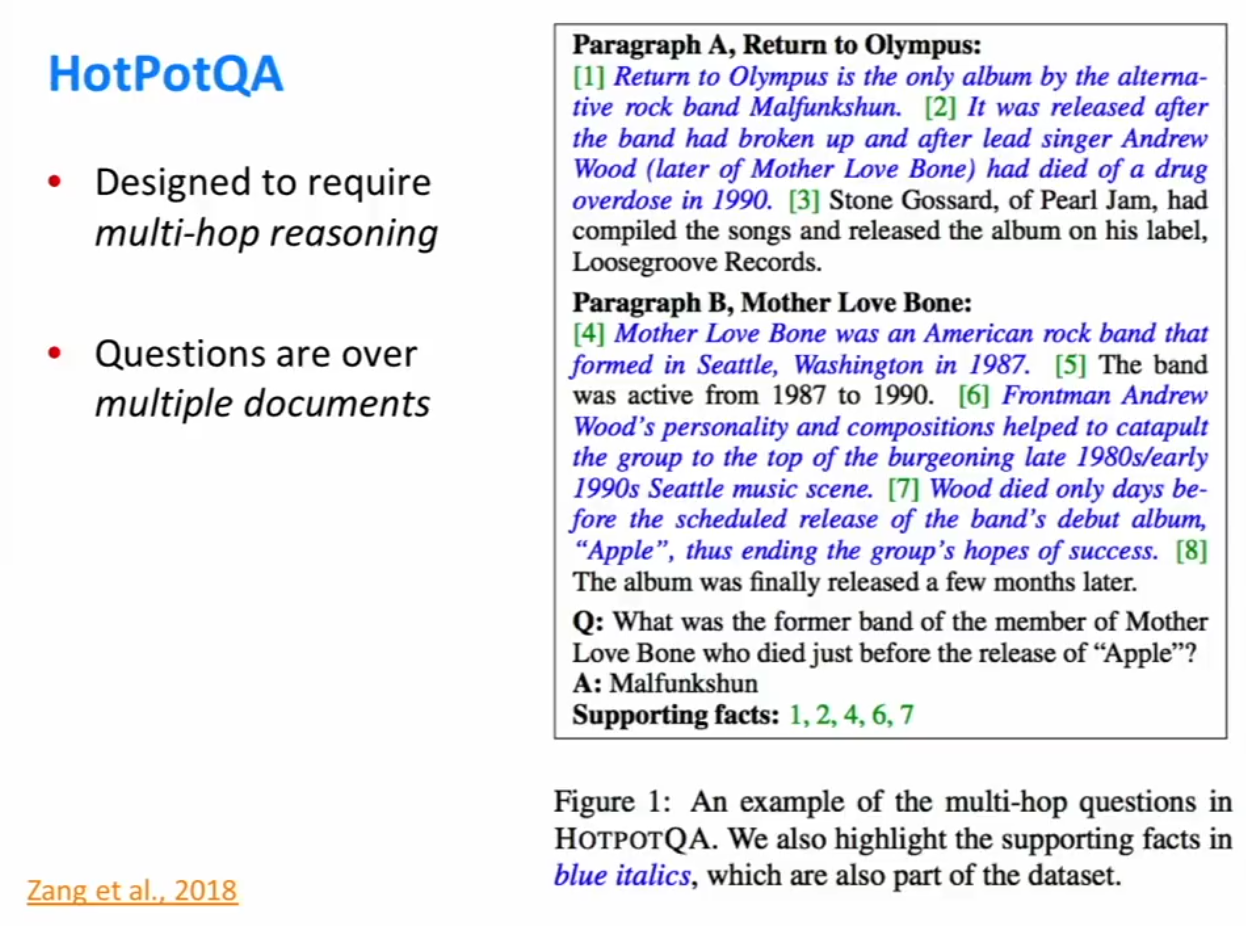 HotPotQA
• Designed to require
multi-hop reasoning
• Questions are over
multiple documents
Zang et al., 2018
Paragraph A, Return to Olympus:
[1] Return to Olympus is the only album by the alterna-
tive rock band Malfunkshun. [2] It was released after
the band had broken up and after lead singer Andrew
Wood (later of Mother Love Bone) had died of a drug
overdose in 1990. [3] Stone Gossard, of Pearl Jam, had
compiled the songs and released the album on his label,
Loosegroove Records.
Paragraph B, Mother Love Bone:
[4] Mother Love Bone was an American rock band that
formed in Seattle, Washington in 1987. [5] The band
was active from 1987 to 1990. [6] Frontman Andrew
Wood's personality and compositions helped to catapult
the group to the top of the burgeoning late 1980s/early
1990s Seattle music scene. [7] Wood died only days be-
fore the scheduled release of the band's debut album,
“Apple”, thus ending the group's hopes of success. [8]
The album was finally released a few months later.
Q: What was the former band of the member of Mother
Love Bone who died just before the release of “Apple”?
A: Malfunkshun
Supporting facts: 1, 2, 4, 6, 7
Figure 1: An example of the multi-hop questions in
HOTPOTQA. We also highlight the supporting facts in
blue italics, which are also part of the dataset.